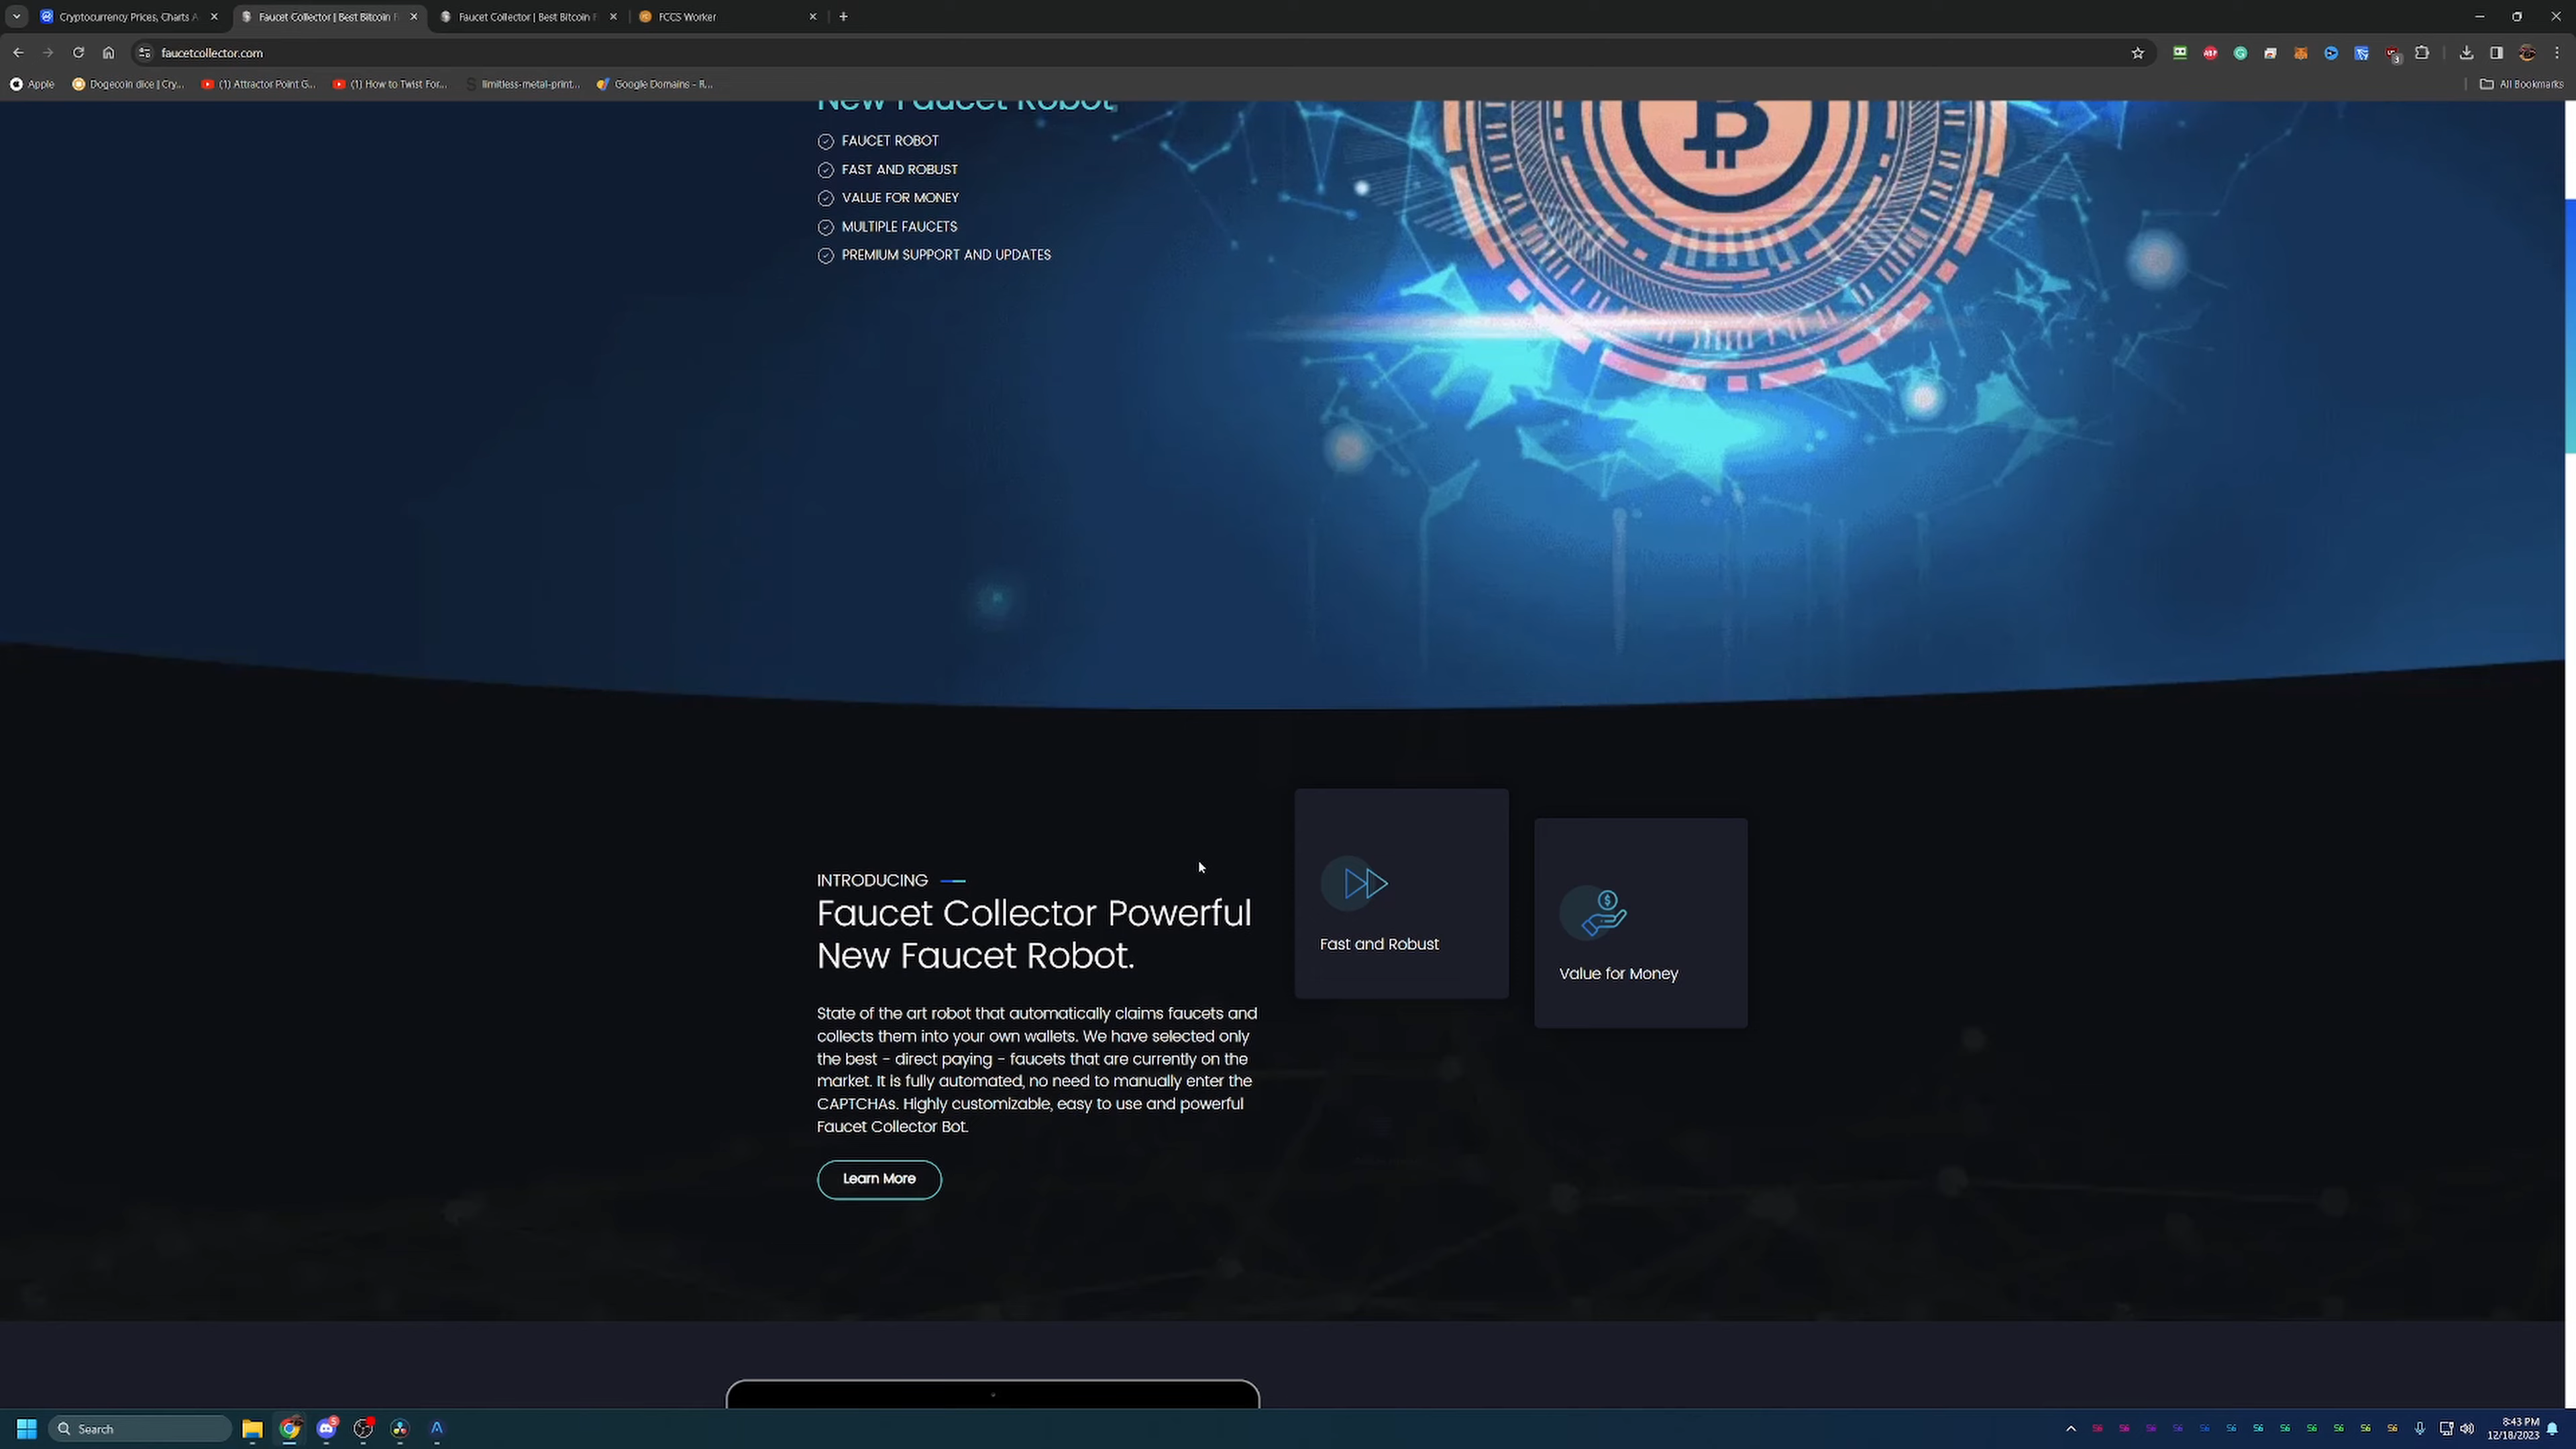 Cryptocurrency Prices, Charts A
Faucet Collector | Best Bitcoin F
Faucet Collector | Best Bitcoin F
FCCS Worker
faucetcollector.com
Apple
Dogecoin dice | Cry...
(1) Attractor Point G...
(1) How to Twist For...
limitless-metal-print...
Google Domains - R...
All Bookmarks
New Faucet Robot
FAUCET ROBOT
FAST AND ROBUST
VALUE FOR MONEY
MULTIPLE FAUCETS
PREMIUM SUPPORT AND UPDATES
INTRODUCING
Faucet Collector Powerful
New Faucet Robot.
State of the art robot that automatically claims faucets and
collects them into your own wallets. We have selected only
the best - direct paying - faucets that are currently on the
market. It is fully automated, no need to manually enter the
CAPTCHAs. Highly customizable, easy to use and powerful
Faucet Collector Bot.
Learn More
Fast and Robust
Value for Money
Search
8:43 PM
12/18/2023